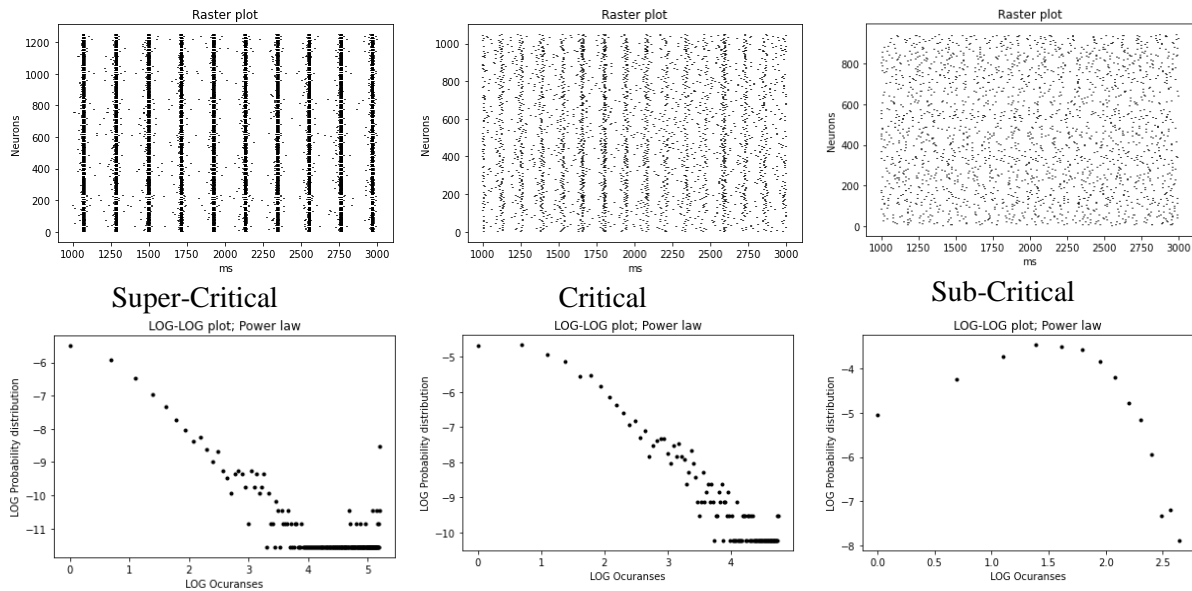 Raster plot
Neurons
1200
1000
800
600
400
200
0
1000 1250 1500 1750 2000 2250 2500 2750 3000
ms
Raster plot
Neurons
1000
800
600
400
200
0
1000 1250 1500 1750 2000 2250 2500 2750 3000
ms
Raster plot
Neurons
800
600
400
200
0
1000 1250 1500 1750 2000 2250 2500 2750 3000
ms
Super-Critical
Critical
Sub-Critical
LOG-LOG plot; Power law
LOG Probability distribution
−6
−7
−8
−9
−10
−11
0 1 2 3 4 5
LOG Ocuranses
LOG-LOG plot; Power law
LOG Probability distribution
−5
−6
−7
−8
−9
−10
0 1 2 3 4
LOG Ocuranses
LOG-LOG plot; Power law
LOG Probability distribution
−4
−5
−6
−7
−8
0.0 0.5 1.0 1.5 2.0 2.5
LOG Ocuranses